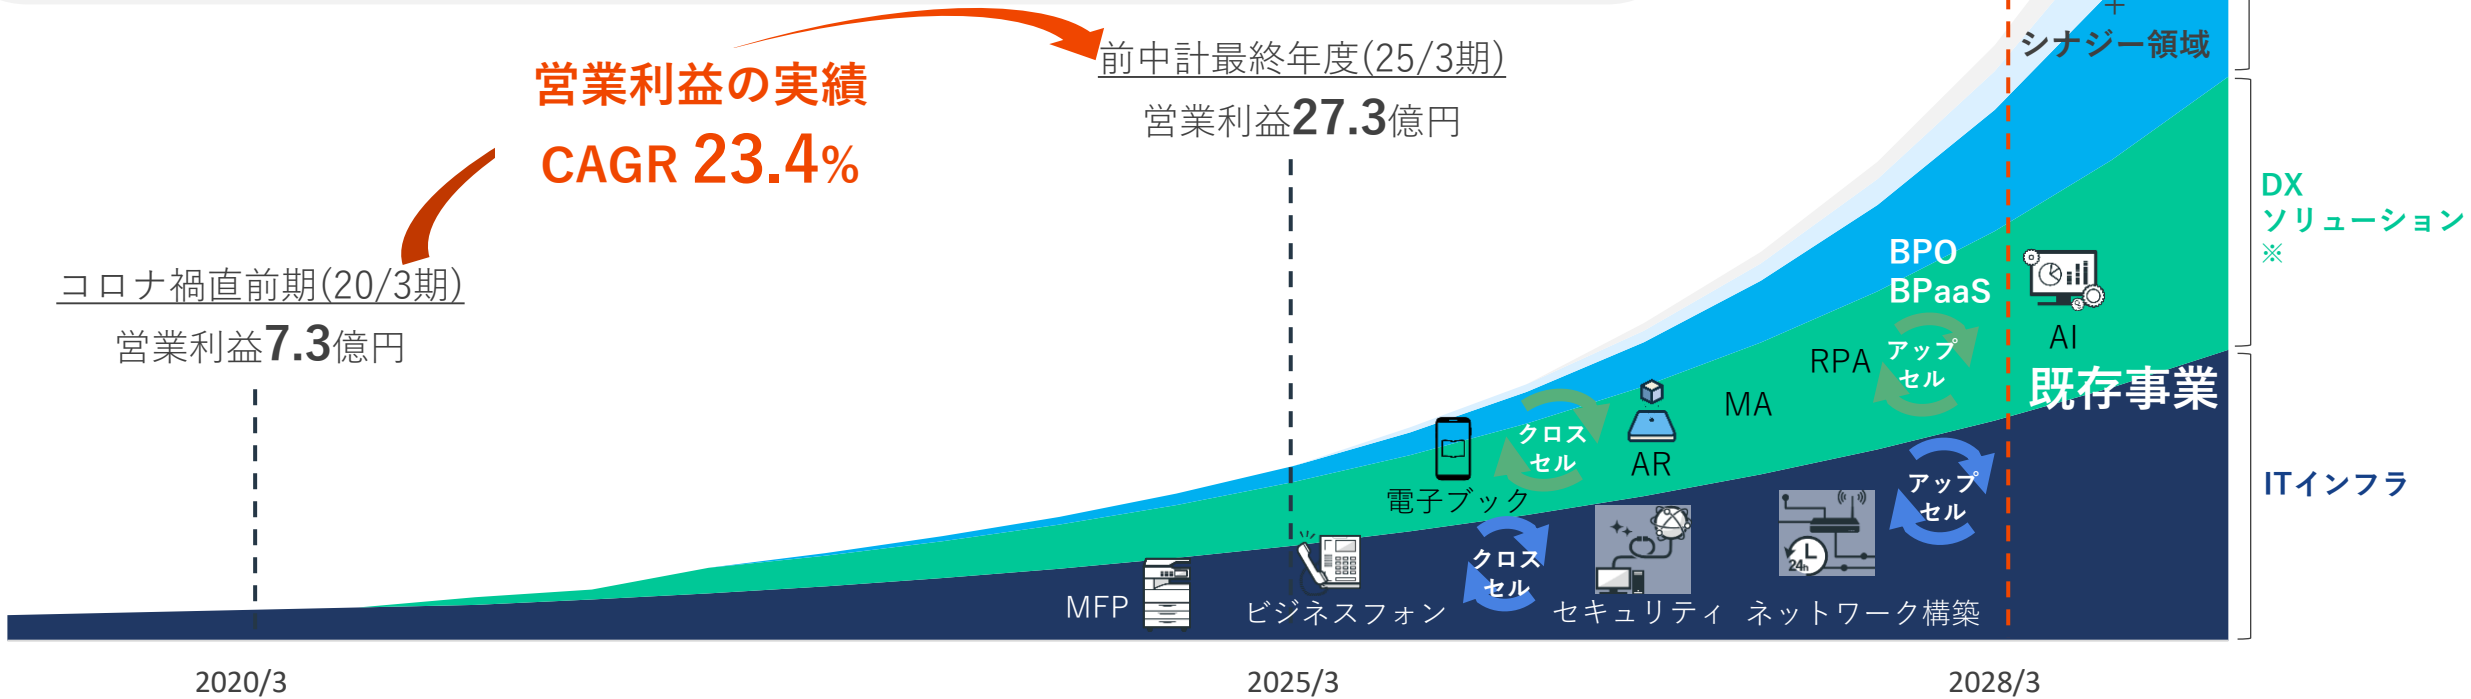 +
シナジー領域
営業利益の実績
CAGR 23.4%
前中計最終年度(25/3期)
営業利益27.3億円
コロナ禍直前期(20/3期)
営業利益7.3億円
DX
ソリューション
※
BPO
BPaaS
アップ
セル
AI
RPA
既存事業
MA
クロス
セル
AR
電子ブック
ITインフラ
アップ
セル
24h
クロス
セル
MFP
ビジネスフォン
セキュリティ
ネットワーク構築
2020/3
2025/3
2028/3